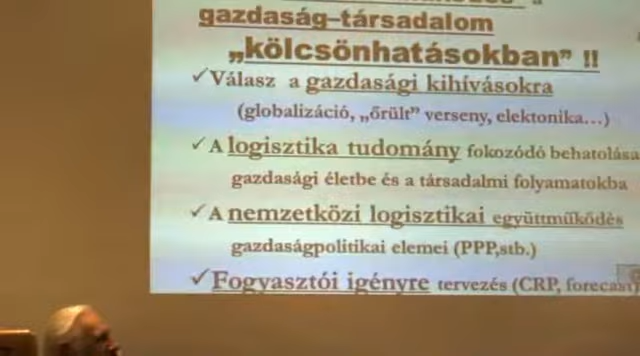 a
gazdaság–társadalom
„kölcsönhatásokban” !!
✓Válasz a gazdasági kihívásokra
(globalizáció, „őrült” verseny, elektonika…)
✓A logisztika tudomány fokozódó behatolása
gazdasági életbe és a társadalmi folyamatokba
✓A nemzetközi logisztikai együttműködés
gazdaságpolitikai elemei (PPP,stb.)
✓Fogyasztói igényre tervezés (CRP, forecast)